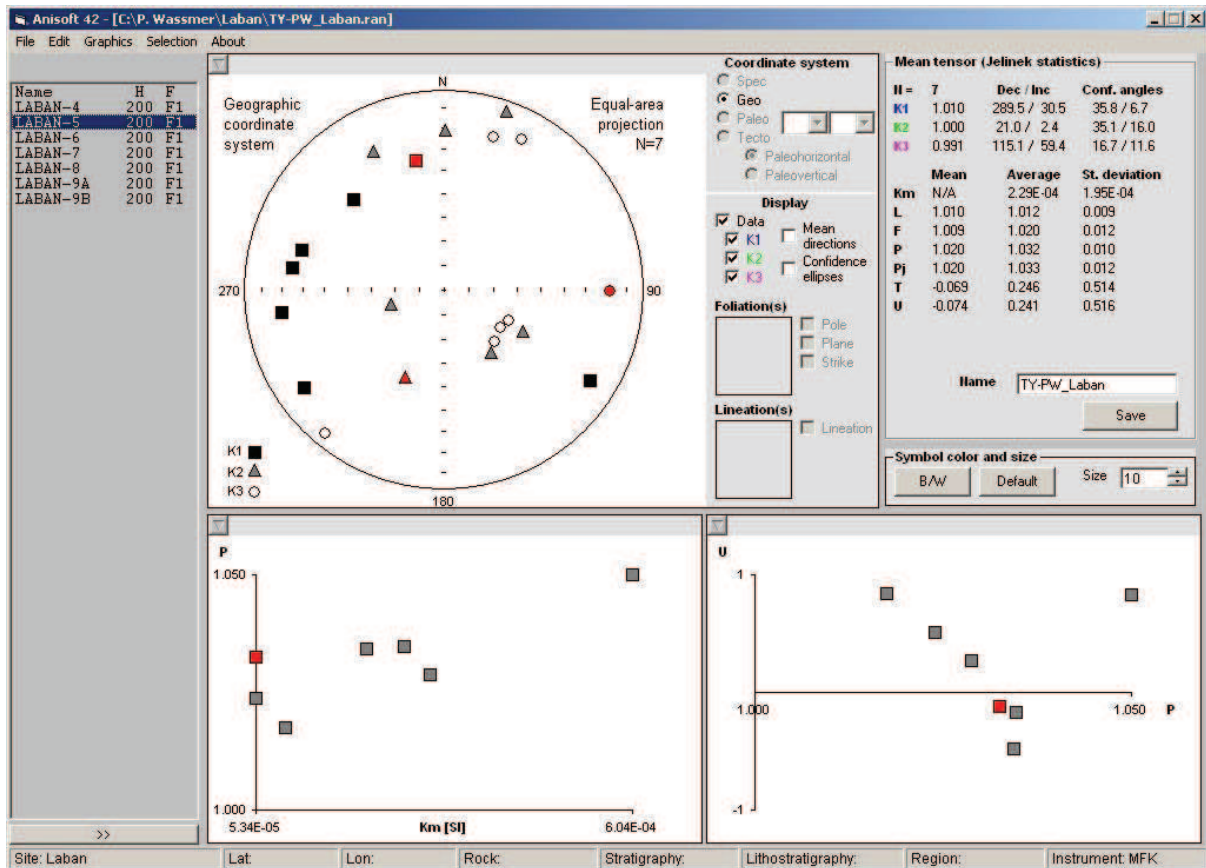 Anisoft 42 - [C:\P. Wassmer\Laban\TY-PW_Laban.ran]
File Edit Graphics Selection About
Name H F
LABAN-4 200 F1
LABAN-5 200 F1
LABAN-6 200 F1
LABAN-7 200 F1
LABAN-8 200 F1
LABAN-9A 200 F1
LABAN-9B 200 F1
>>
Geographic
coordinate
system
N
Equal-area
projection
N=7
270
90
180
K1
K2
K3
Coordinate system
Spec
Geo
Paleo
Tecto
Paleohorizontal
Paleovertical
Display
Data
K1
K2
K3
Mean
directions
Confidence
ellipses
Foliation(s)
Pole
Plane
Strike
Lineation(s)
Lineation
Mean tensor (Jelinek statistics)
N = 7 Dec / Inc Conf. angles
K1 1.010 289.5 / 30.5 35.8 / 6.7
K2 1.000 21.0 / 2.4 35.1 / 16.0
K3 0.991 115.1 / 59.4 16.7 / 11.6
Mean Average St. deviation
Km N/A 2.29E-04 1.95E-04
L 1.010 1.012 0.009
F 1.009 1.020 0.012
P 1.020 1.032 0.010
Pj 1.020 1.033 0.012
T -0.069 0.246 0.514
U -0.074 0.241 0.516
Name TY-PW_Laban
Save
Symbol color and size
B/W Default Size 10
P
1.050
1.000
5.34E-05 Km [SI] 6.04E-04
U
1
1.000 1.050 P
-1
Site: Laban Lat: Lon: Rock: Stratigraphy: Lithostratigraphy: Region: Instrument: MFK